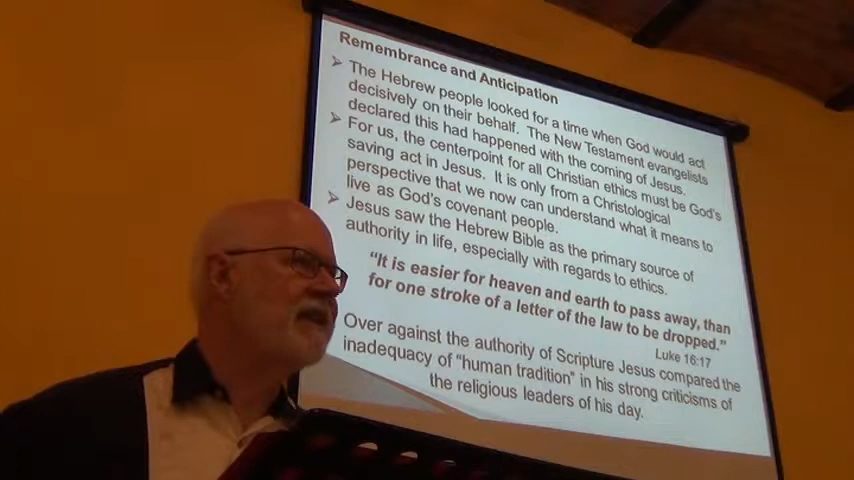 Remembrance and Anticipation
➢ The Hebrew people looked for a time when God would act
decisively on their behalf. The New Testament evangelists
declared this had happened with the coming of Jesus.
➢ For us, the centerpoint for all Christian ethics must be God's
saving act in Jesus. It is only from a Christological
perspective that we now can understand what it means to
live as God's covenant people.
➢ Jesus saw the Hebrew Bible as the primary source of
authority in life, especially with regards to ethics.
"It is easier for heaven and earth to pass away, than
for one stroke of a letter of the law to be dropped."
Luke 16:17
Over against the authority of Scripture Jesus compared the
inadequacy of "human tradition" in his strong criticisms of
the religious leaders of his day.